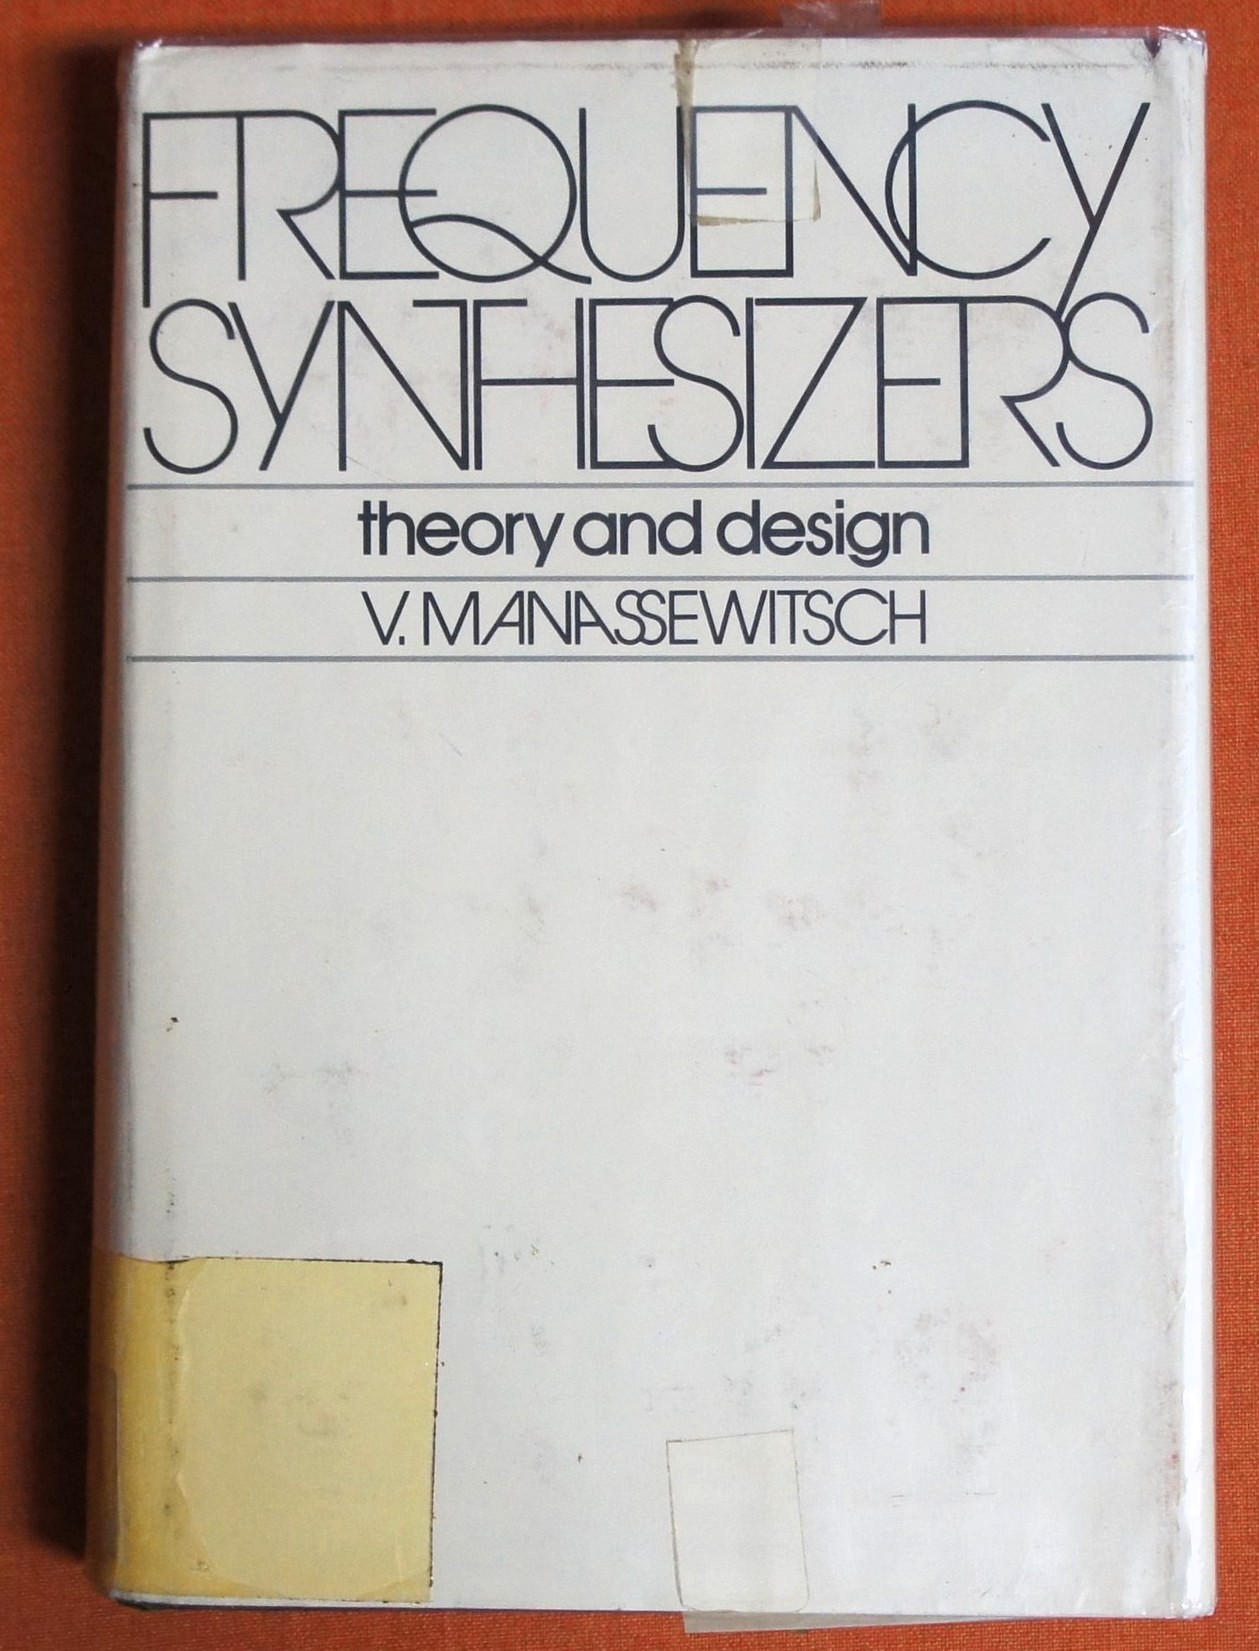 FREQUENCY
SYNTHESIZERS
theory and design
V. MANASSEWITSCH